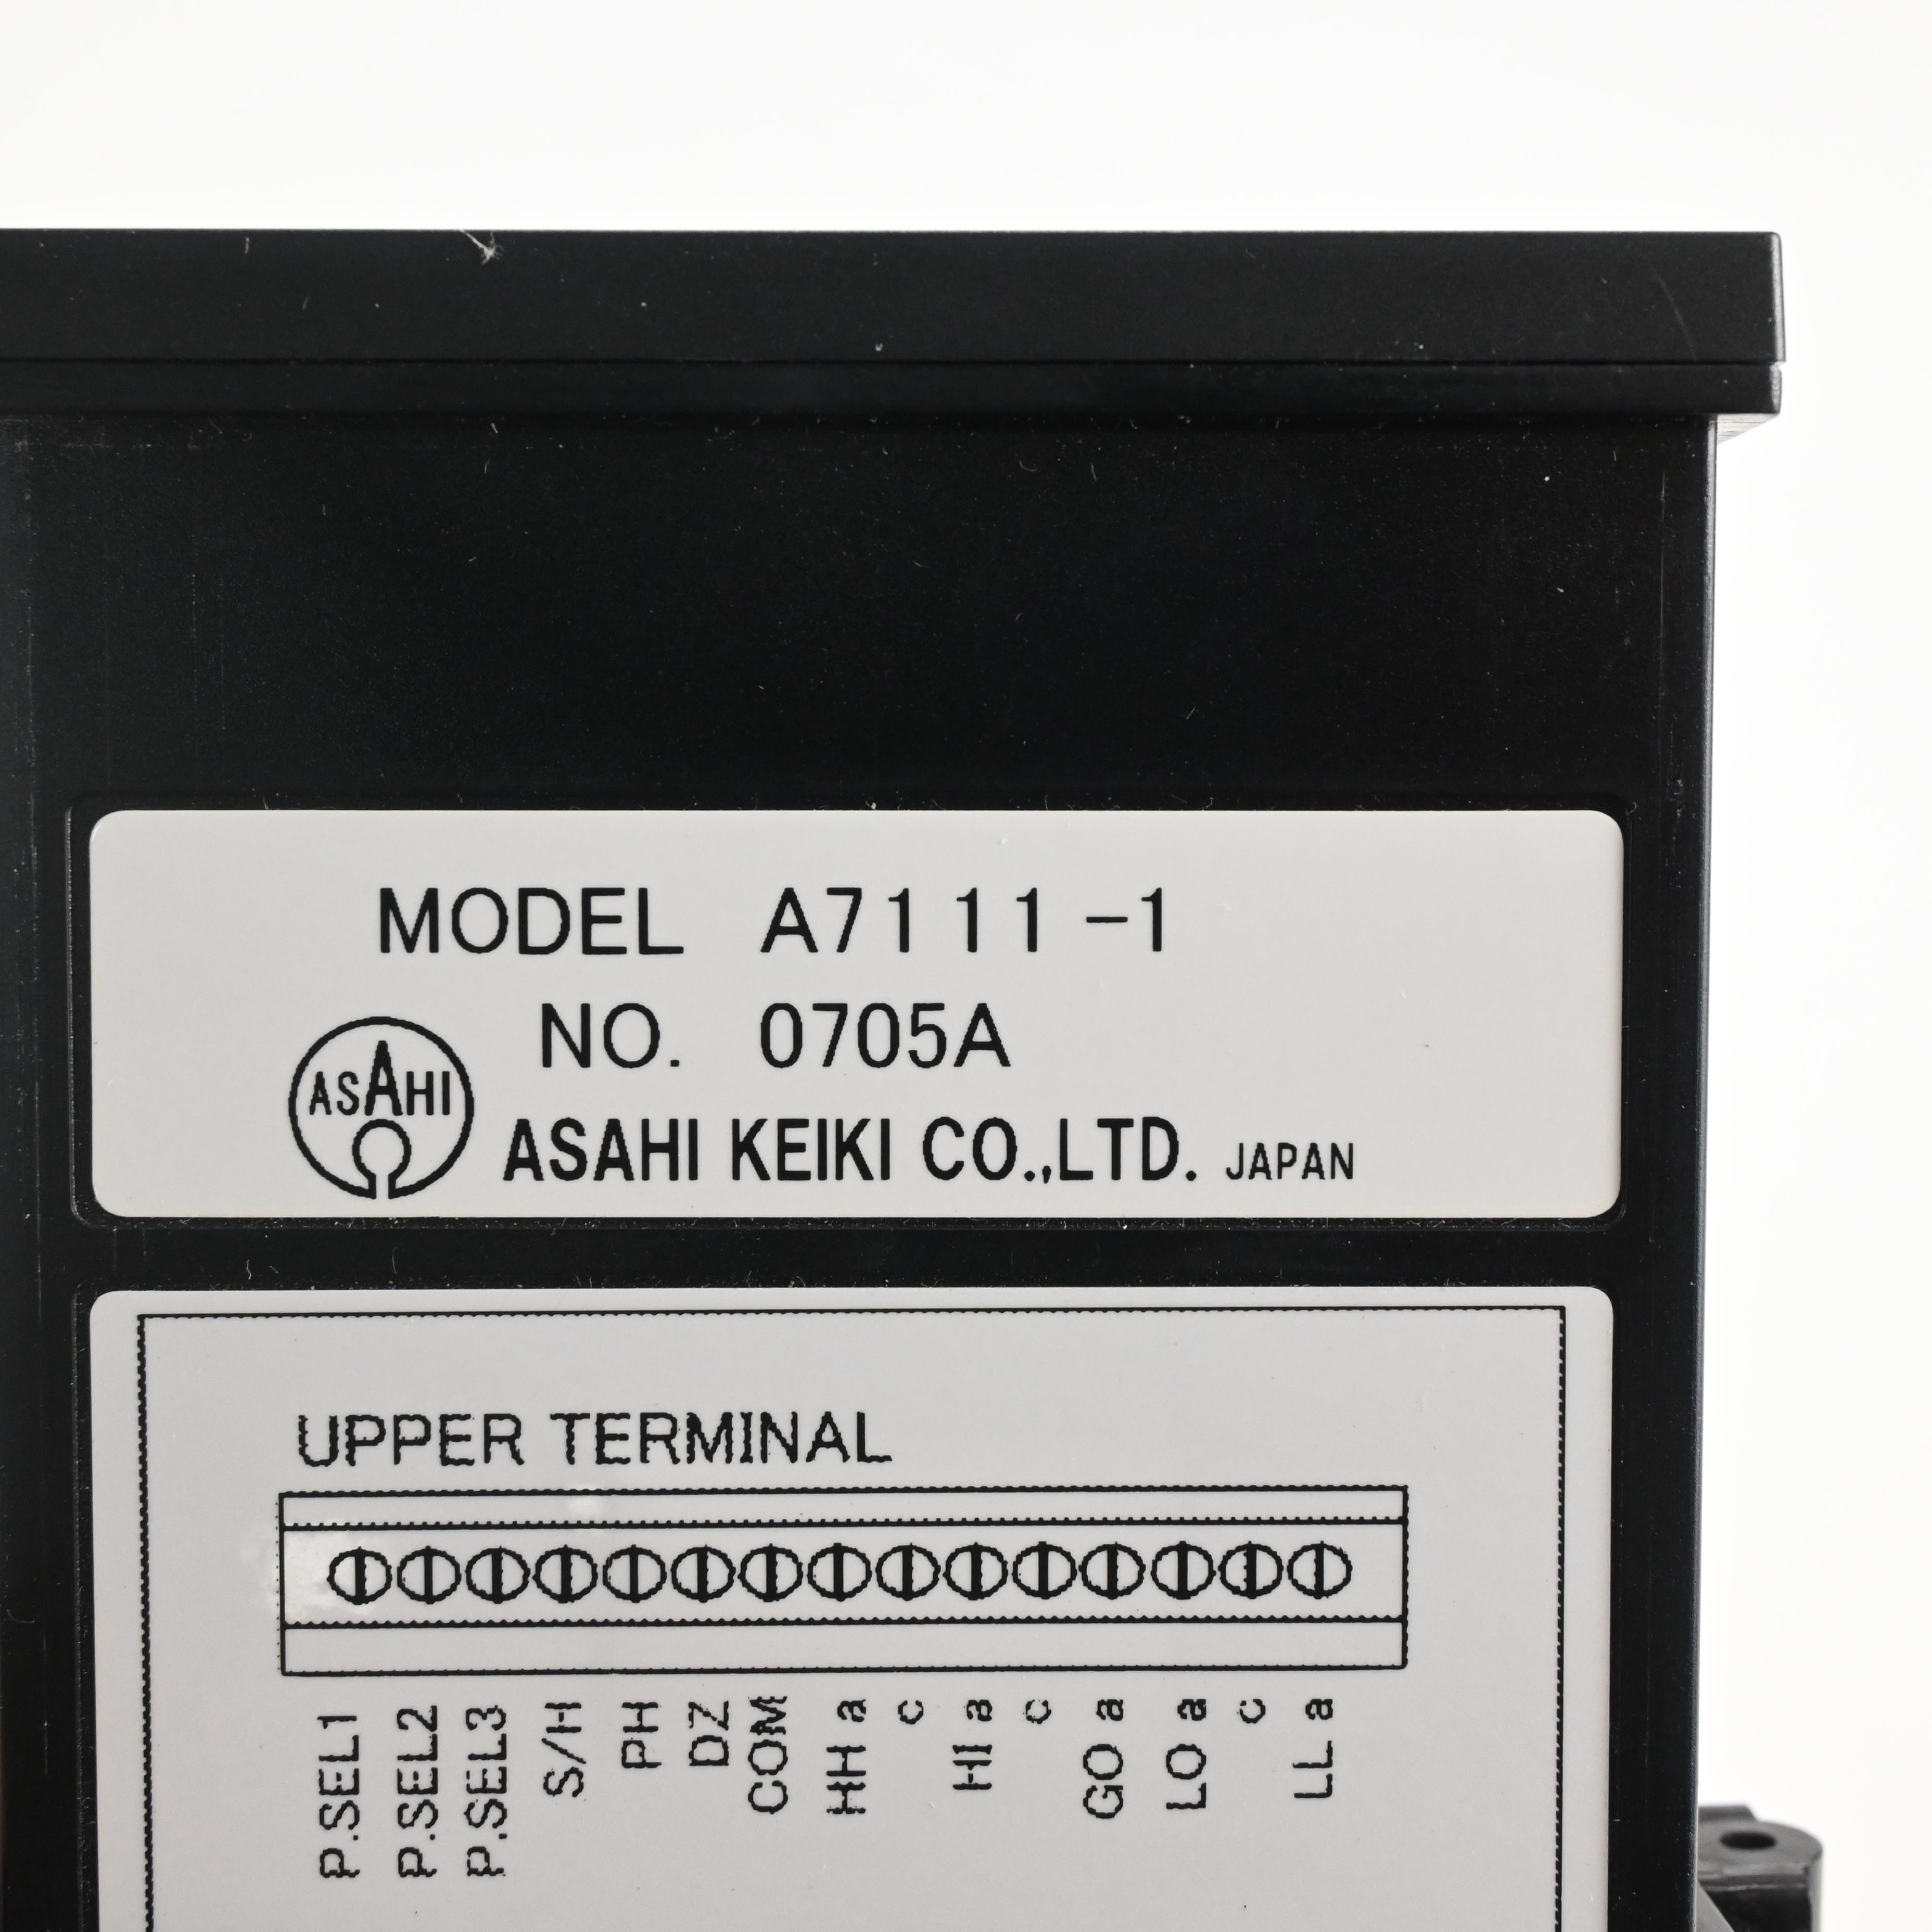 MODEL A7111-1
NO. 0705A
ASAHI
ASAHI KEIKI CO.,LTD. JAPAN
UPPER TERMINAL
P.SEL1
P.SEL2
P.SEL3
S/H
PH
DZ
COM
HH a
c
HI a
c
GO a
LO a
c
LL a